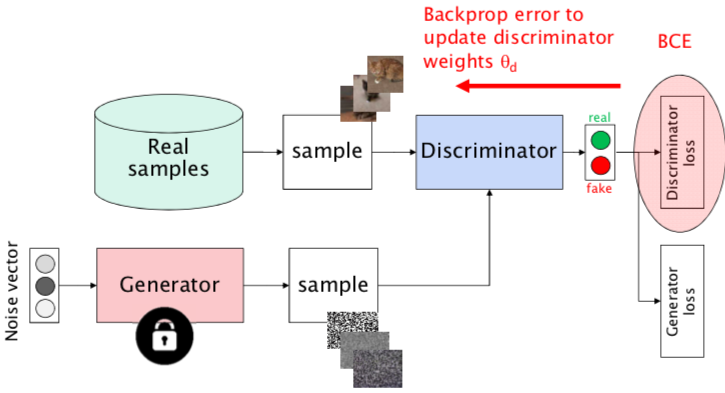 Backprop error to
update discriminator
weights θd
BCE
Real
samples
sample
Discriminator
real
fake
Discriminator
loss
Noise vector
Generator
sample
Generator
loss